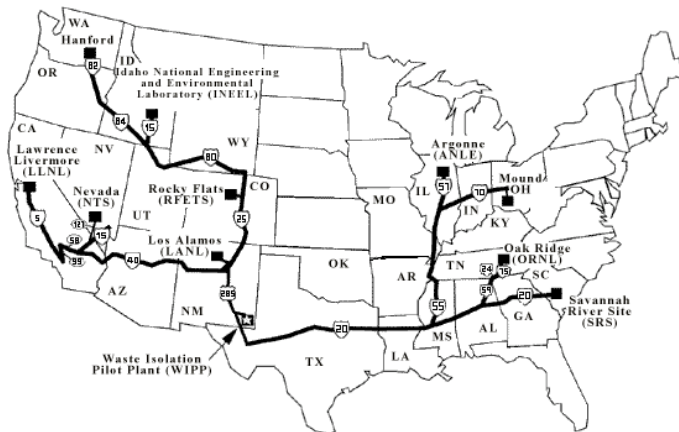 WA
Hanford
82
ID
OR
Idaho National Engineering
and Environmental
Laboratory (INEEL)
84
15
CA
NV
WY
Lawrence
Livermore
(LLNL)
80
Argonne
(ANLE)
57
Mound
OH
70
Nevada
(NTS)
Rocky Flats
(RFETS)
CO
IL
IN
MO
KY
5
127
15
58
UT
25
99
Los Alamos
(LANL)
40
Oak Ridge
(ORNL)
OK
AR
TN
24
75
SC
59
AZ
NM
285
55
20
20
Savannah
River Site
(SRS)
MS
AL
GA
Waste Isolation
Pilot Plant (WIPP)
TX
LA